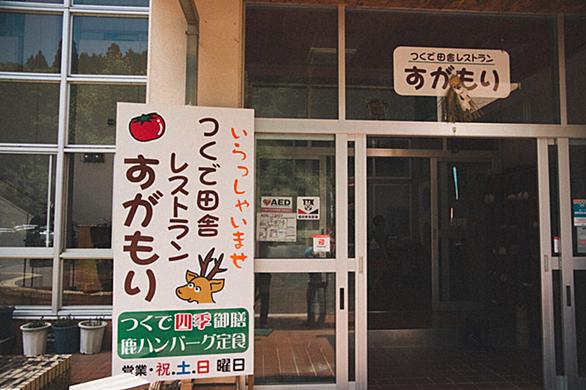 つくで田舎レストラン
すがもり
いらっしゃいませ
つくで田舎
レストラン
すがもり
つくで四季御膳
鹿ハンバーグ定食
営業・祝.土.日 曜日
AED